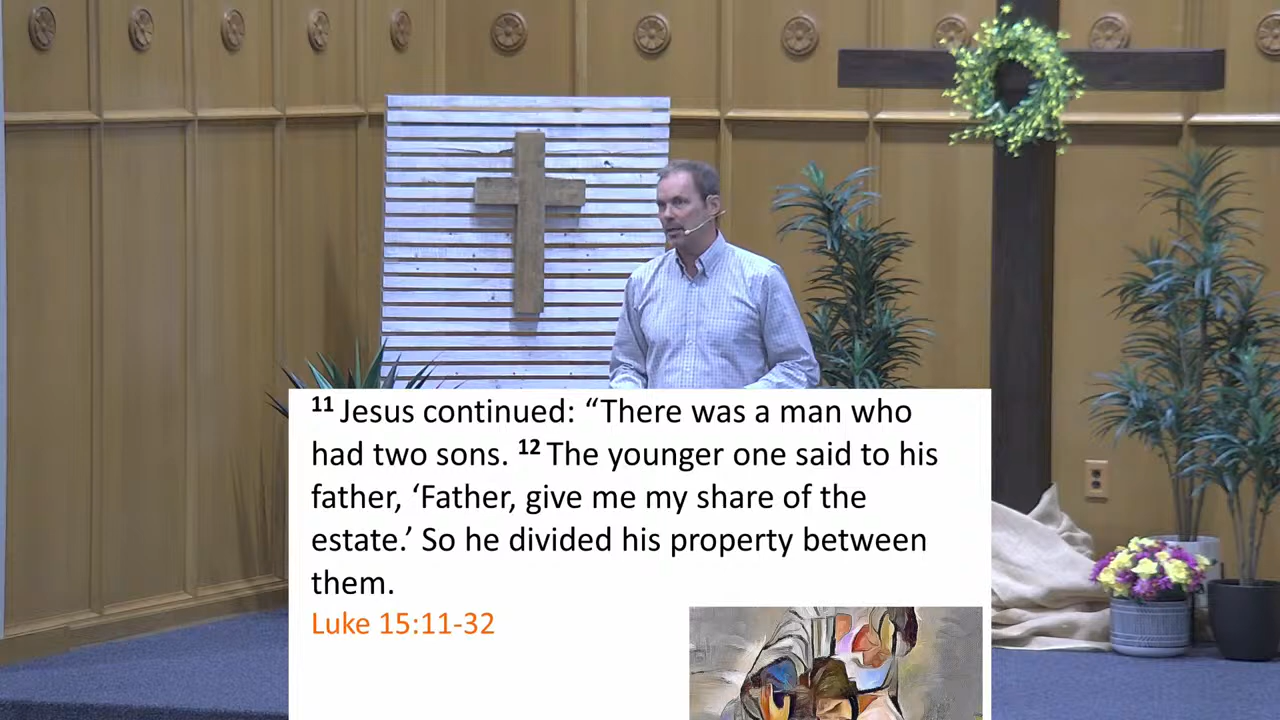 11 Jesus continued: “There was a man who
had two sons. 12 The younger one said to his
father, ‘Father, give me my share of the
estate.’ So he divided his property between
them.
Luke 15:11-32